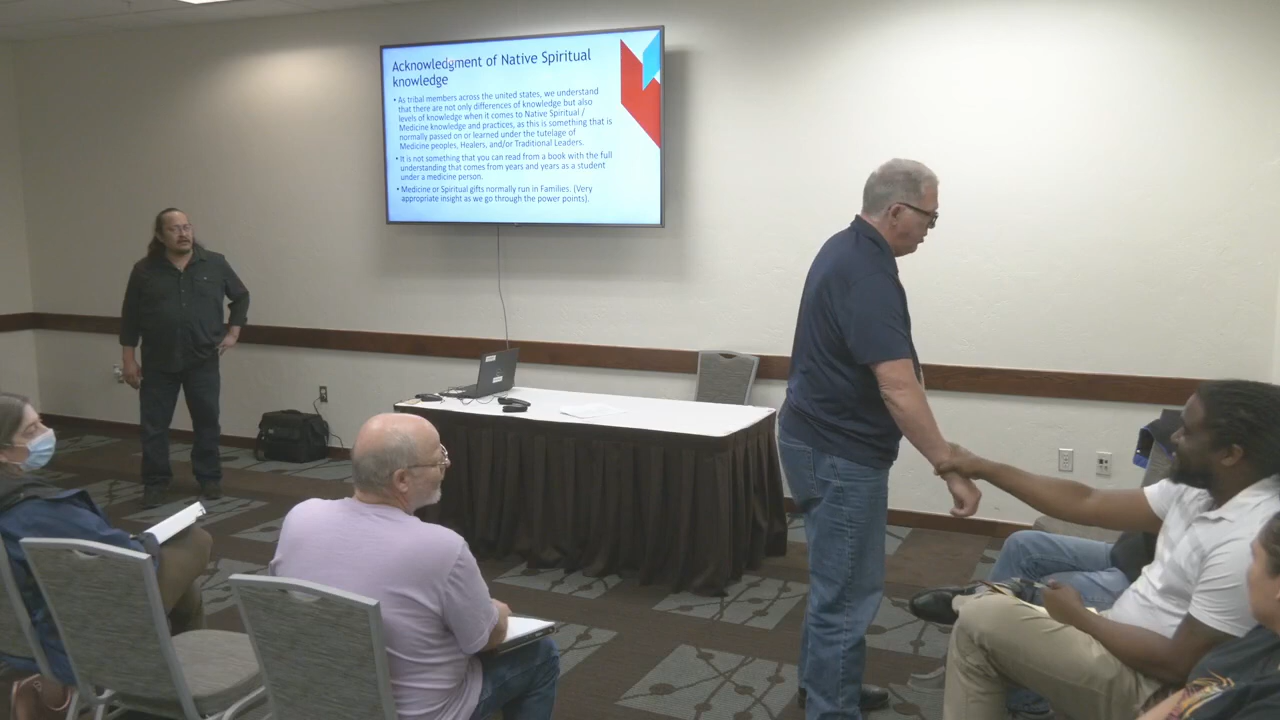 Acknowledgment of Native Spiritual
knowledge
• As tribal members across the united states, we understand
that there are not only differences of knowledge but also
levels of knowledge when it comes to Native Spiritual /
Medicine knowledge and practices, as this is something that is
normally passed on or learned under the tutelage of
Medicine peoples, Healers, and/or Traditional Leaders.
• It is not something that you can read from a book with the full
understanding that comes from years and years as a student
under a medicine person.
• Medicine or Spiritual gifts normally run in Families. (Very
appropriate insight as we go through the power points).